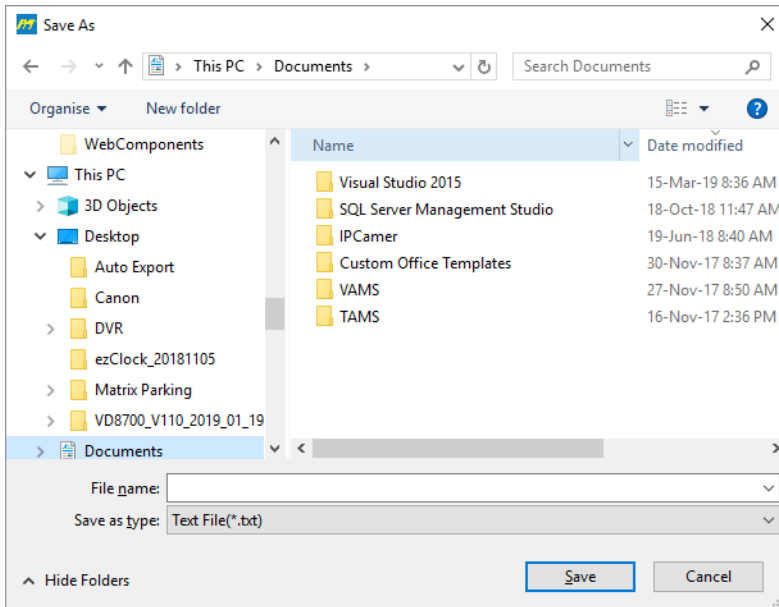 Save As
This PC > Documents >
Search Documents
Organise
New folder
WebComponents
This PC
3D Objects
Desktop
Auto Export
Canon
DVR
ezClock_20181105
Matrix Parking
VD8700_V110_2019_01_19
Documents
Name Date modified
Visual Studio 2015 15-Mar-19 8:36 AM
SQL Server Management Studio 18-Oct-18 11:47 AM
IPCamer 19-Jun-18 8:40 AM
Custom Office Templates 30-Nov-17 8:37 AM
VAMS 27-Nov-17 8:50 AM
TAMS 16-Nov-17 2:36 PM
File name:
Save as type: Text File(*.txt)
Hide Folders
Save
Cancel